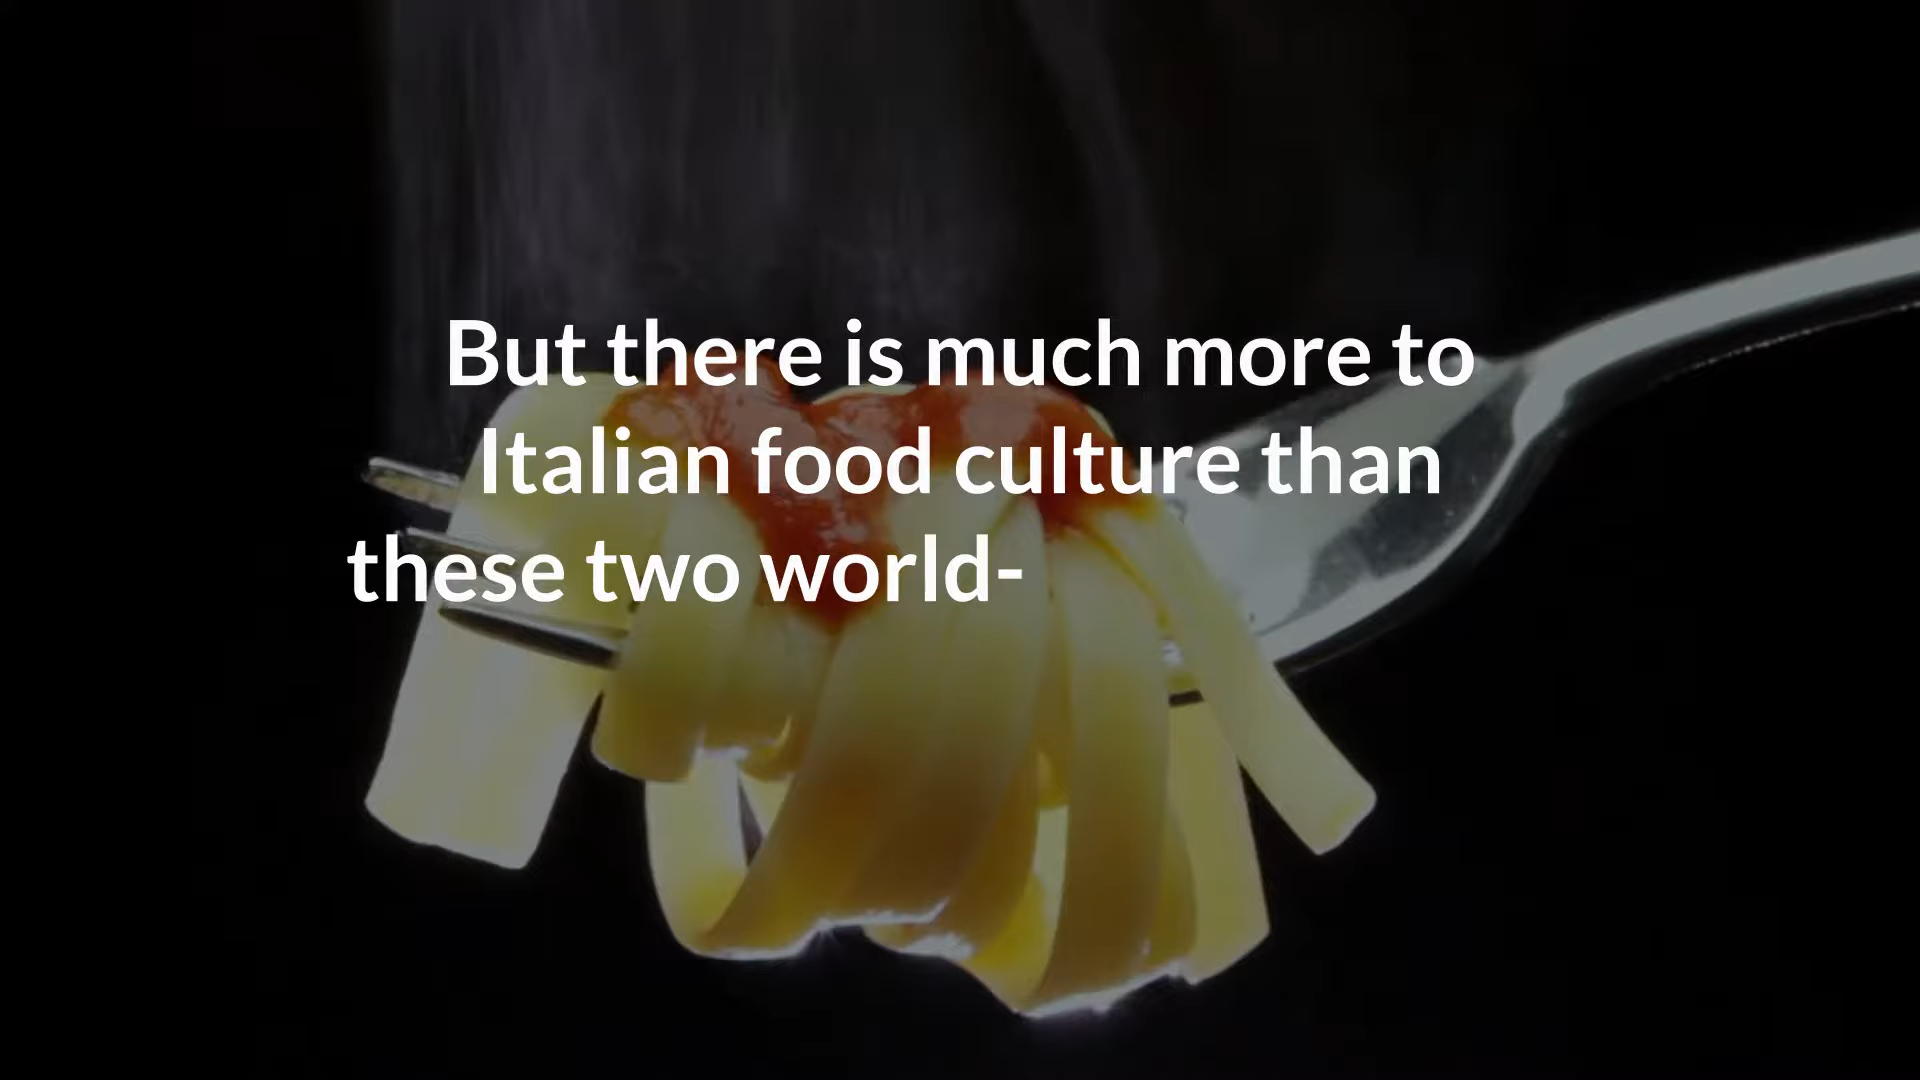 But there is much more to
Italian food culture than
these two world-